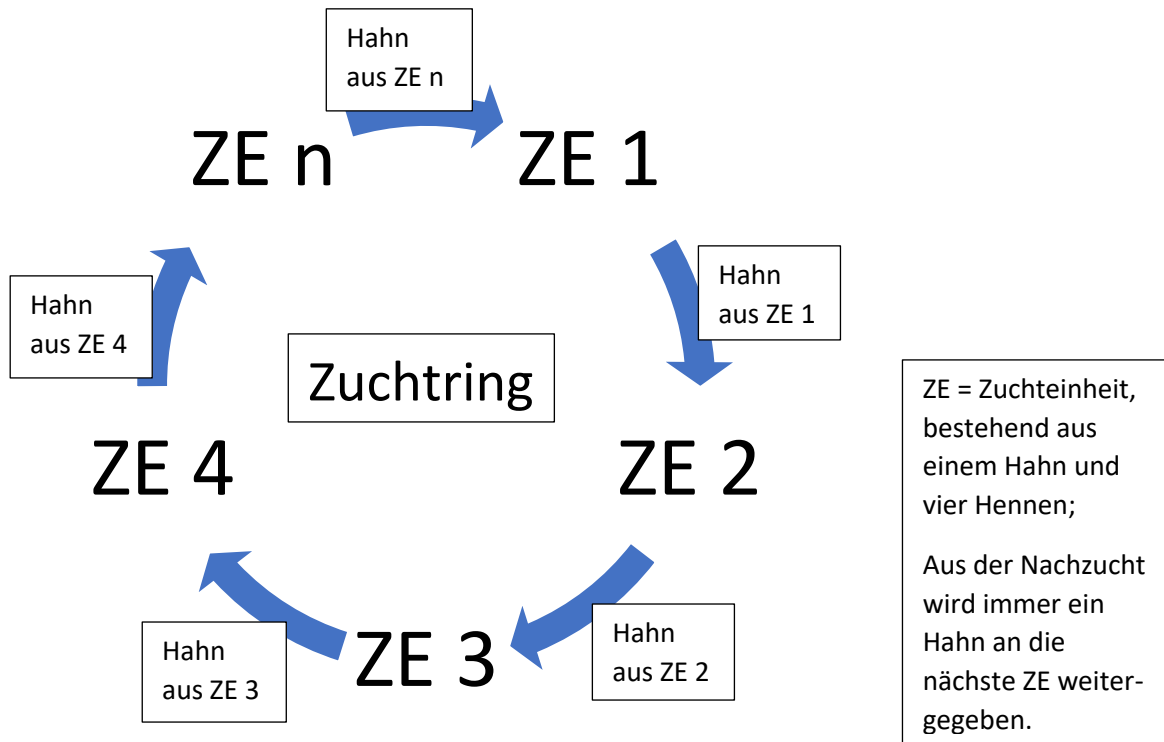 Hahn
aus ZE n
ZE n
ZE 1
Hahn
aus ZE 4
Hahn
aus ZE 1
Zuchtring
ZE 4
ZE 2
Hahn
aus ZE 3
ZE 3
Hahn
aus ZE 2
ZE = Zuchteinheit,
bestehend aus
einem Hahn und
vier Hennen;
Aus der Nachzucht
wird immer ein
Hahn an die
nächste ZE weiter-
gegeben.